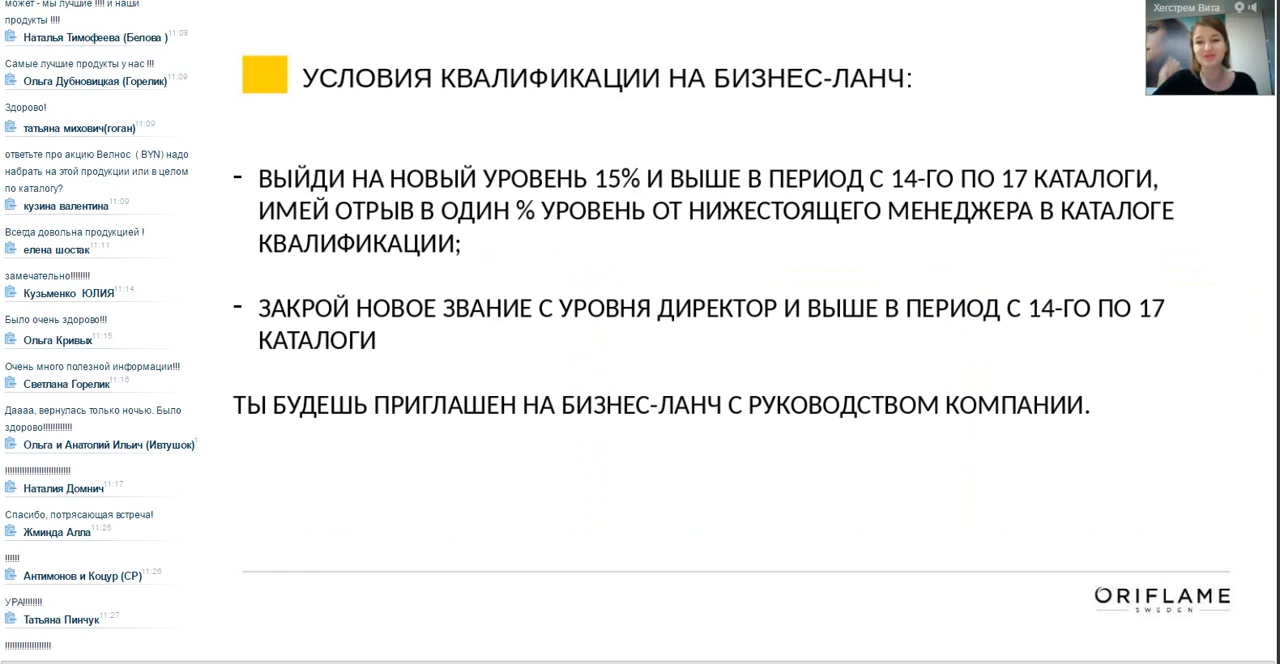 может - мы лучшие !!!! и наши
продукты !!!!
Наталья Тимофеева (Белова ) 11:08
Самые лучшие продукты у нас !!!
Ольга Дубновицкая (Горелик) 11:09
Здорово!
татьяна михович(гоган) 11:09
ответьте про акцию Велнос ( BYN) надо
набрать на этой продукции или в целом
по каталогу?
кузина валентина 11:09
Всегда довольна продукцией !
елена шостак 11:11
замечательно!!!!!!!!
Кузьменко ЮЛИЯ 11:14
Было очень здорово!!!
Ольга Кривых 11:15
Очень много полезной информации!!!
Светлана Горелик 11:16
Даааа, вернулась только ночью. Было
здорово!!!!!!!!!!!!
Ольга и Анатолий Ильич (Ивтушок) 1
!!!!!!!!!!!!!!!!!!!!!!!!!!!
Наталия Домнич 11:17
Спасибо, потрясающая встреча!
Жминда Алла 11:25
!!!!!!
Антимонов и Коцур (СР) 11:26
УРА!!!!!!!!
Татьяна Пинчук 11:27
!!!!!!!!!!!!!!!!!!!
УСЛОВИЯ КВАЛИФИКАЦИИ НА БИЗНЕС-ЛАНЧ:
- ВЫЙДИ НА НОВЫЙ УРОВЕНЬ 15% И ВЫШЕ В ПЕРИОД С 14-ГО ПО 17 КАТАЛОГИ,
ИМЕЙ ОТРЫВ В ОДИН % УРОВЕНЬ ОТ НИЖЕСТОЯЩЕГО МЕНЕДЖЕРА В КАТАЛОГЕ
КВАЛИФИКАЦИИ;
- ЗАКРОЙ НОВОЕ ЗВАНИЕ С УРОВНЯ ДИРЕКТОР И ВЫШЕ В ПЕРИОД С 14-ГО ПО 17
КАТАЛОГИ
ТЫ БУДЕШЬ ПРИГЛАШЕН НА БИЗНЕС-ЛАНЧ С РУКОВОДСТВОМ КОМПАНИИ.
Хегстрем Вита
ORIFLAME
SWEDEN